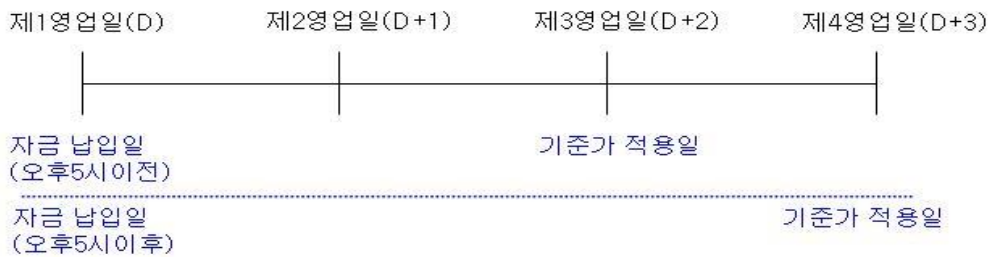 제1영업일(D) 제2영업일(D+1) 제3영업일(D+2) 제4영업일(D+3)
자금 납입일 기준가 적용일
(오후5시이전)
자금 납입일 기준가 적용일
(오후5시이후)